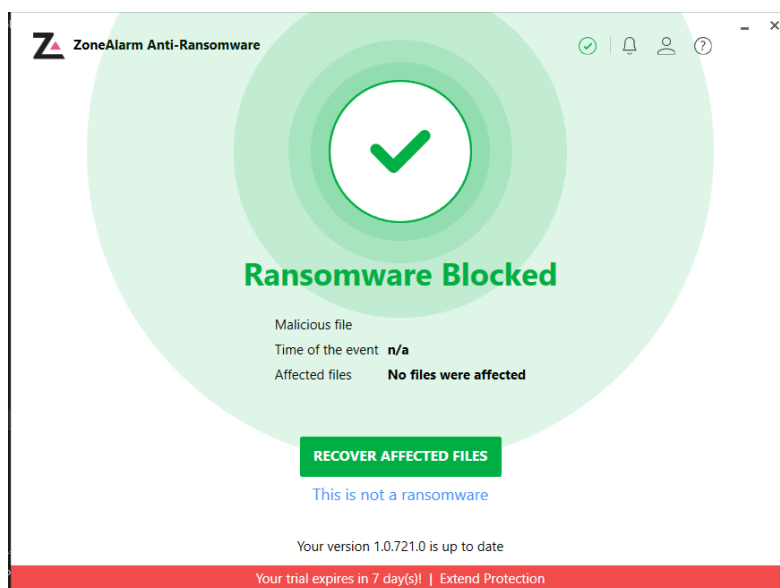 ZoneAlarm Anti-Ransomware
Ransomware Blocked
Malicious file
Time of the event n/a
Affected files No files were affected
RECOVER AFFECTED FILES
This is not a ransomware
Your version 1.0.721.0 is up to date
Your trial expires in 7 day(s)! | Extend Protection